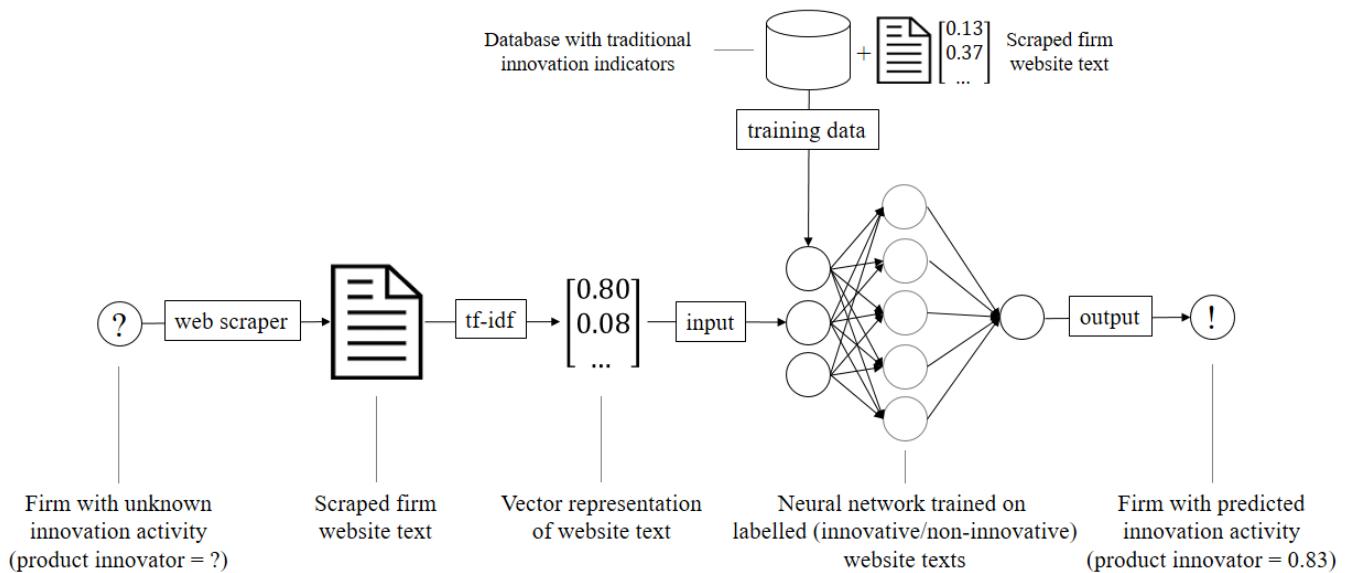 Database with traditional
innovation indicators
+
[0.13]
0.37
...
Scraped firm
website text
training data
?
web scraper
tf-idf
[0.80]
0.08
...
input
output
!
Firm with unknown
innovation activity
(product innovator = ?)
Scraped firm
website text
Vector representation
of website text
Neural network trained on
labelled (innovative/non-innovative)
website texts
Firm with predicted
innovation activity
(product innovator = 0.83)